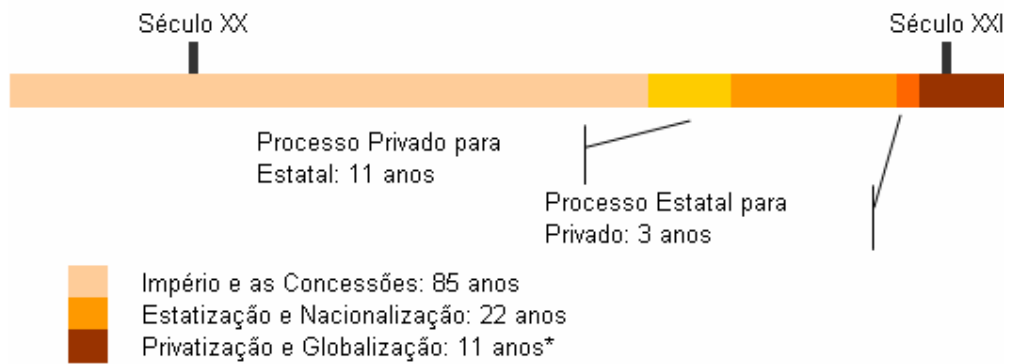 Século XX
Século XXI
Processo Privado para
Estatal: 11 anos
Processo Estatal para
Privado: 3 anos
Império e as Concessões: 85 anos
Estatização e Nacionalização: 22 anos
Privatização e Globalização: 11 anos*